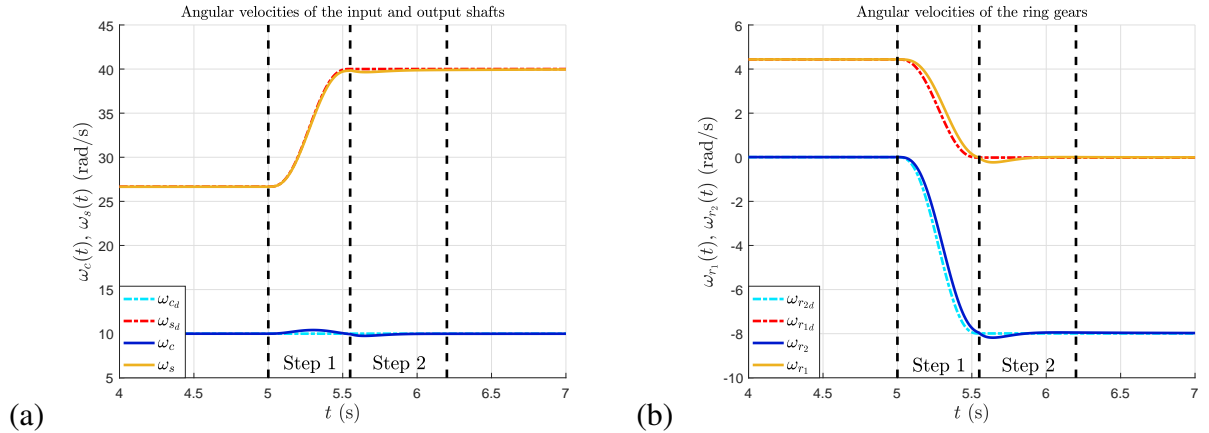 Angular velocities of the input and output shafts
45
40
35
30
25
20
15
10
5
ω_c(t), ω_s(t) (rad/s)
ω_{c_d}
ω_{s_d}
ω_c
ω_s
Step 1
Step 2
4
4.5
5
5.5
6
6.5
7
t (s)
(a)
Angular velocities of the ring gears
6
4
2
0
-2
-4
-6
-8
-10
ω_{r_1}(t), ω_{r_2}(t) (rad/s)
ω_{r_{2d}}
ω_{r_{1d}}
ω_{r_2}
ω_{r_1}
Step 1
Step 2
4
4.5
5
5.5
6
6.5
7
t (s)
(b)